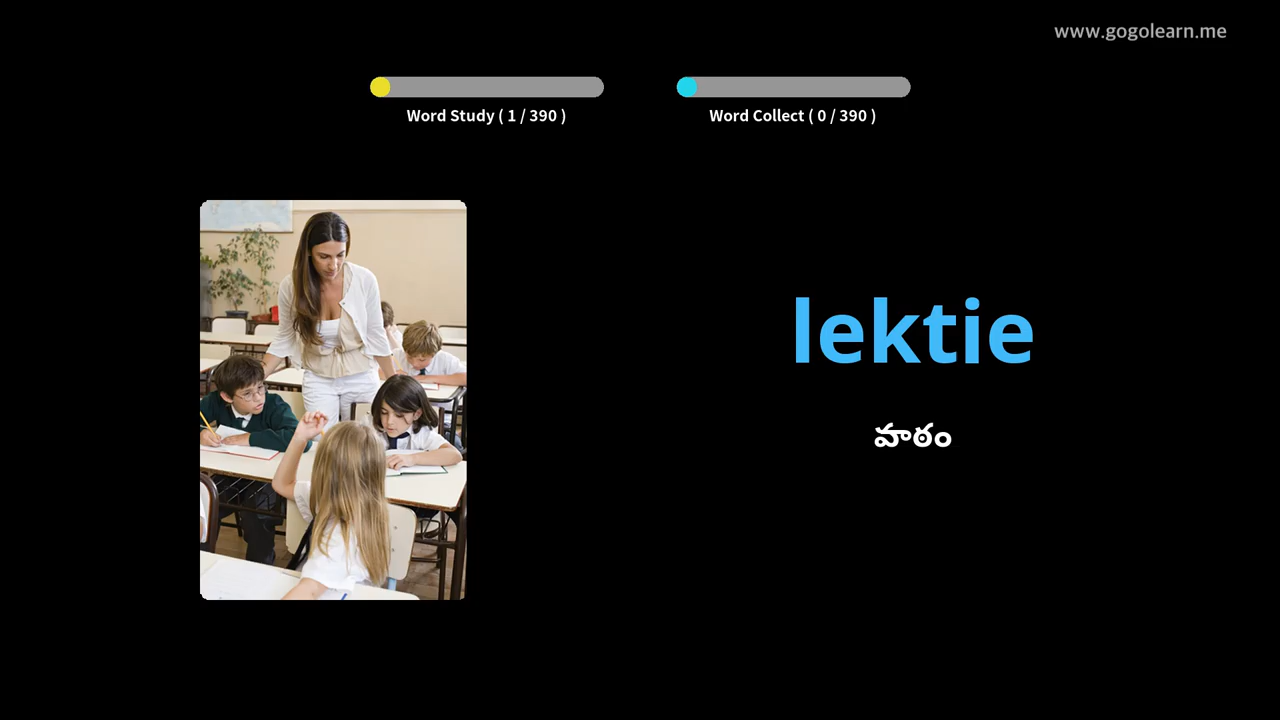 www.gogolearn.me
Word Study ( 1 / 390 )
Word Collect ( 0 / 390 )
lektie
పాఠం